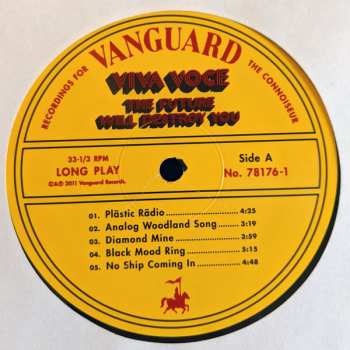 RECORDINGS FOR VANGUARD THE CONNOISEUR
VIVA VOCE
THE FUTURE
WILL DESTROY YOU
33-1/3 RPM
LONG PLAY
©℗ 2011 Vanguard Records.
Side A
No. 78176-1
01. Plästic Rädio 4:25
02. Analog Woodland Song 3:19
03. Diamond Mine 3:59
04. Black Mood Ring 5:15
05. No Ship Coming In 4:48